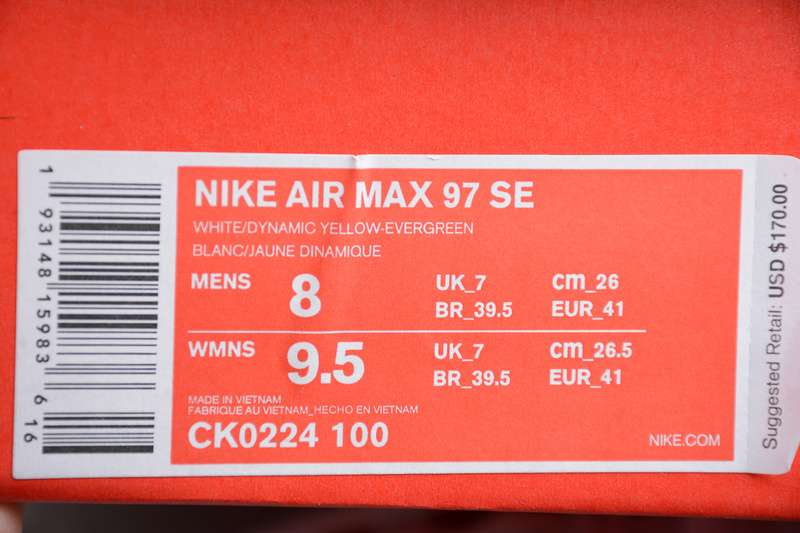 NIKE AIR MAX 97 SE
WHITE/DYNAMIC YELLOW-EVERGREEN
BLANC/JAUNE DINAMIQUE
MENS 8 UK_7 cm_26
BR_39.5 EUR_41
WMNS 9.5 UK_7 cm_26.5
BR_39.5 EUR_41
MADE IN VIETNAM
FABRIQUE AU VIETNAM_HECHO EN VIETNAM
CK0224 100
NIKE.COM
1 93148 15983 6 16
Suggested Retail: USD $170.00